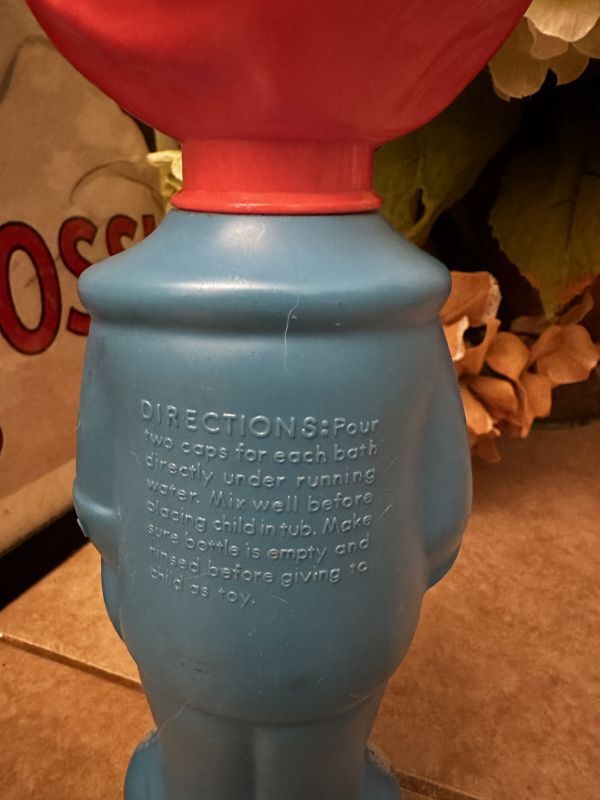 OSS
DIRECTIONS: Pour
two caps for each bath
directly under running
water. Mix well before
placing child in tub. Make
sure bottle is empty and
rinsed before giving to
child as toy.